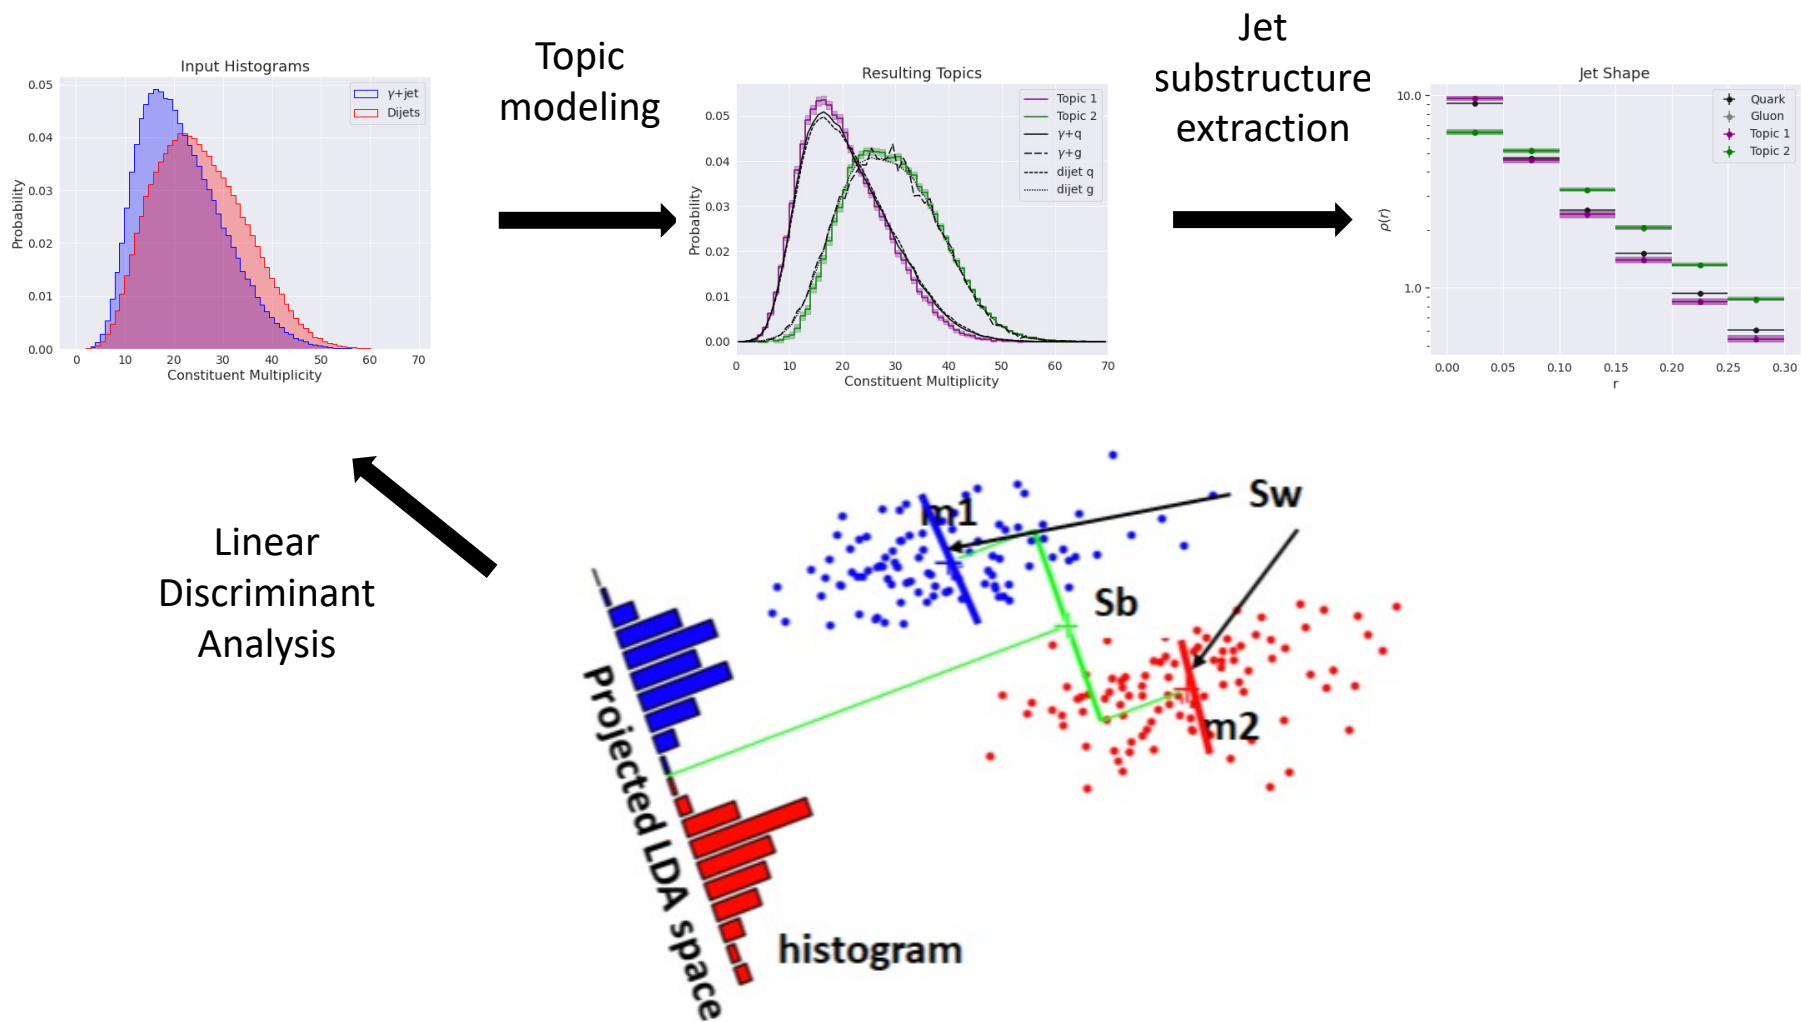 Topic
modeling
Jet
substructure
extraction
Input Histograms
γ+jet
Dijets
0.05
0.04
0.03
0.02
0.01
0.00
Probability
0 10 20 30 40 50 60 70
Constituent Multiplicity
Resulting Topics
Topic 1
Topic 2
γ+q
γ+g
dijet q
dijet g
0.05
0.04
0.03
0.02
0.01
0.00
Probability
0 10 20 30 40 50 60 70
Constituent Multiplicity
Jet Shape
Quark
Gluon
Topic 1
Topic 2
10.0
1.0
ρ(r)
0.00 0.05 0.10 0.15 0.20 0.25 0.30
r
Linear
Discriminant
Analysis
m1
Sw
Sb
m2
Projected LDA space
histogram